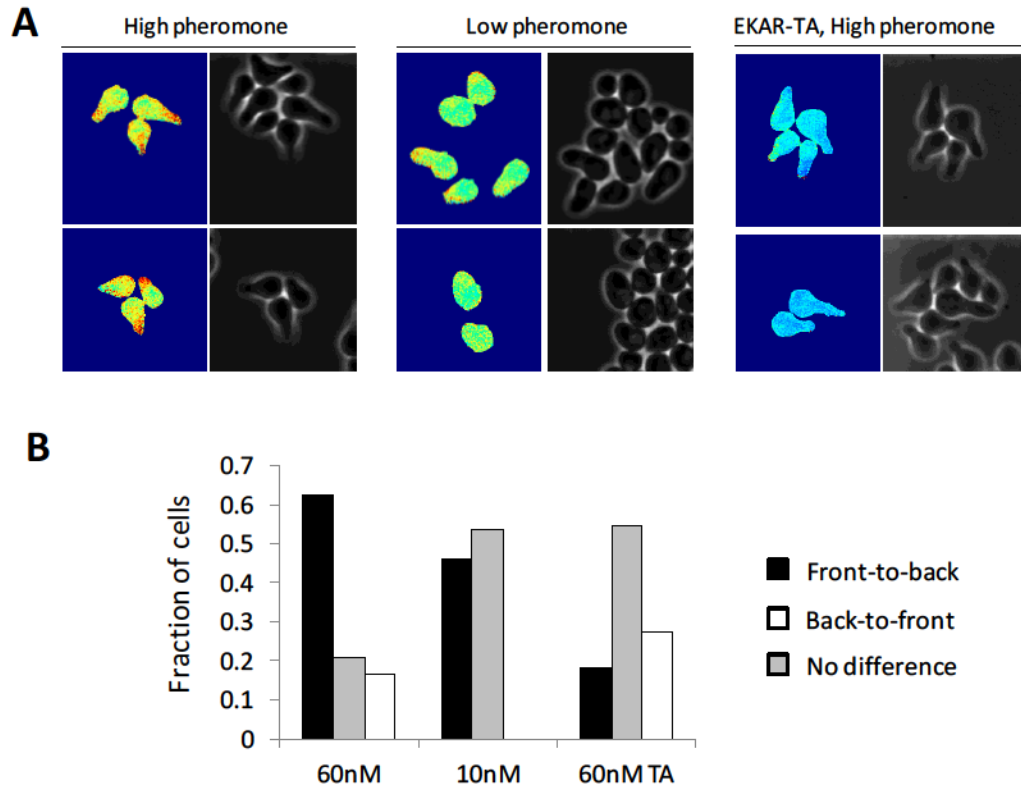 A
High pheromone
Low pheromone
EKAR-TA, High pheromone
B
Fraction of cells
0.7
0.6
0.5
0.4
0.3
0.2
0.1
0
60nM
10nM
60nM TA
Front-to-back
Back-to-front
No difference